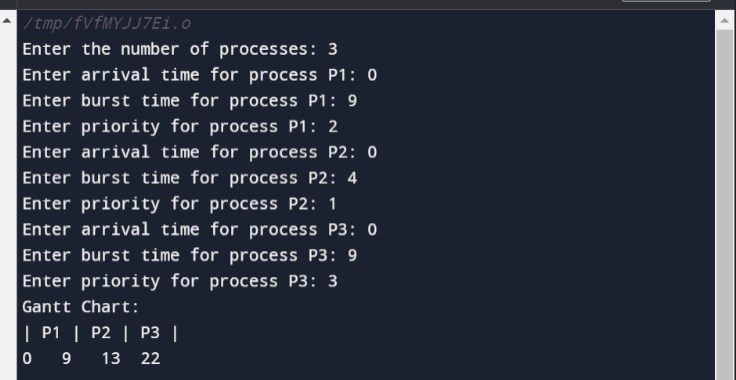 /tmp/fVfMYJJ7Ei.o
Enter the number of processes: 3
Enter arrival time for process P1: 0
Enter burst time for process P1: 9
Enter priority for process P1: 2
Enter arrival time for process P2: 0
Enter burst time for process P2: 4
Enter priority for process P2: 1
Enter arrival time for process P3: 0
Enter burst time for process P3: 9
Enter priority for process P3: 3
Gantt Chart:
| P1 | P2 | P3 |
0   9   13  22